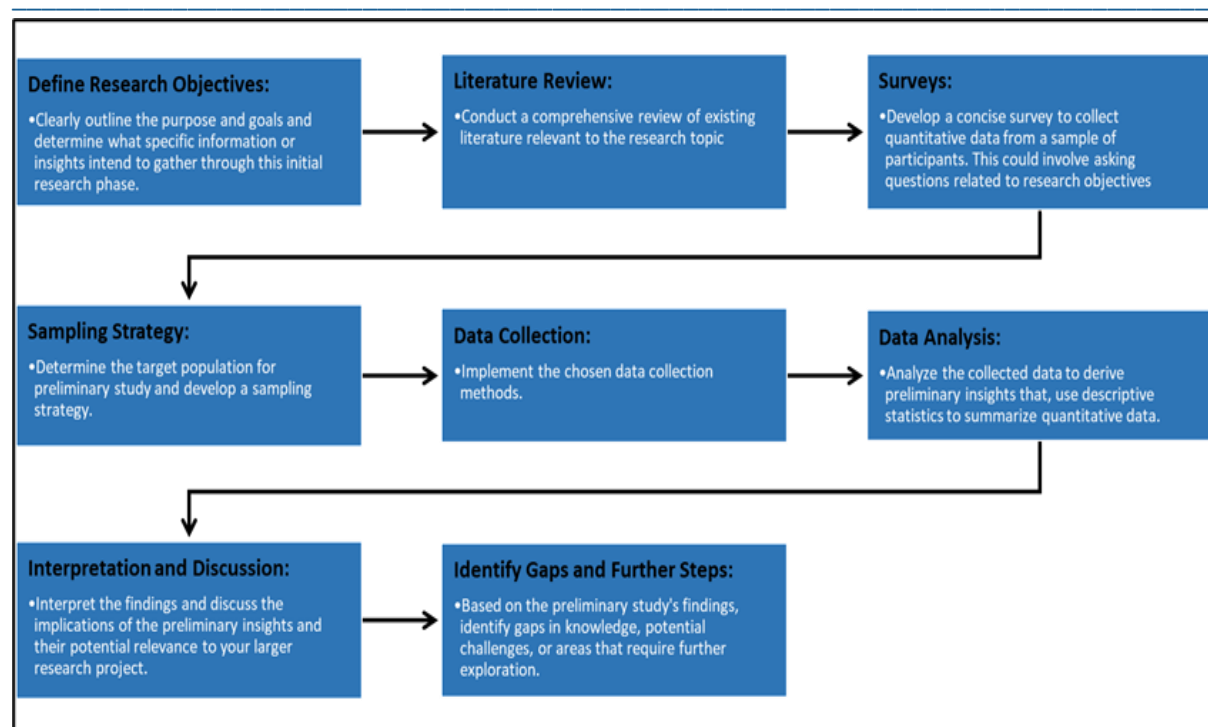 Define Research Objectives:
•Clearly outline the purpose and goals and
determine what specific information or
insights intend to gather through this initial
research phase.
Literature Review:
•Conduct a comprehensive review of existing
literature relevant to the research topic
Surveys:
•Develop a concise survey to collect
quantitative data from a sample of
participants. This could involve asking
questions related to research objectives
Sampling Strategy:
•Determine the target population for
preliminary study and develop a sampling
strategy.
Data Collection:
•Implement the chosen data collection
methods.
Data Analysis:
•Analyze the collected data to derive
preliminary insights that, use descriptive
statistics to summarize quantitative data.
Interpretation and Discussion:
•Interpret the findings and discuss the
implications of the preliminary insights and
their potential relevance to your larger
research project.
Identify Gaps and Further Steps:
•Based on the preliminary study's findings,
identify gaps in knowledge, potential
challenges, or areas that require further
exploration.